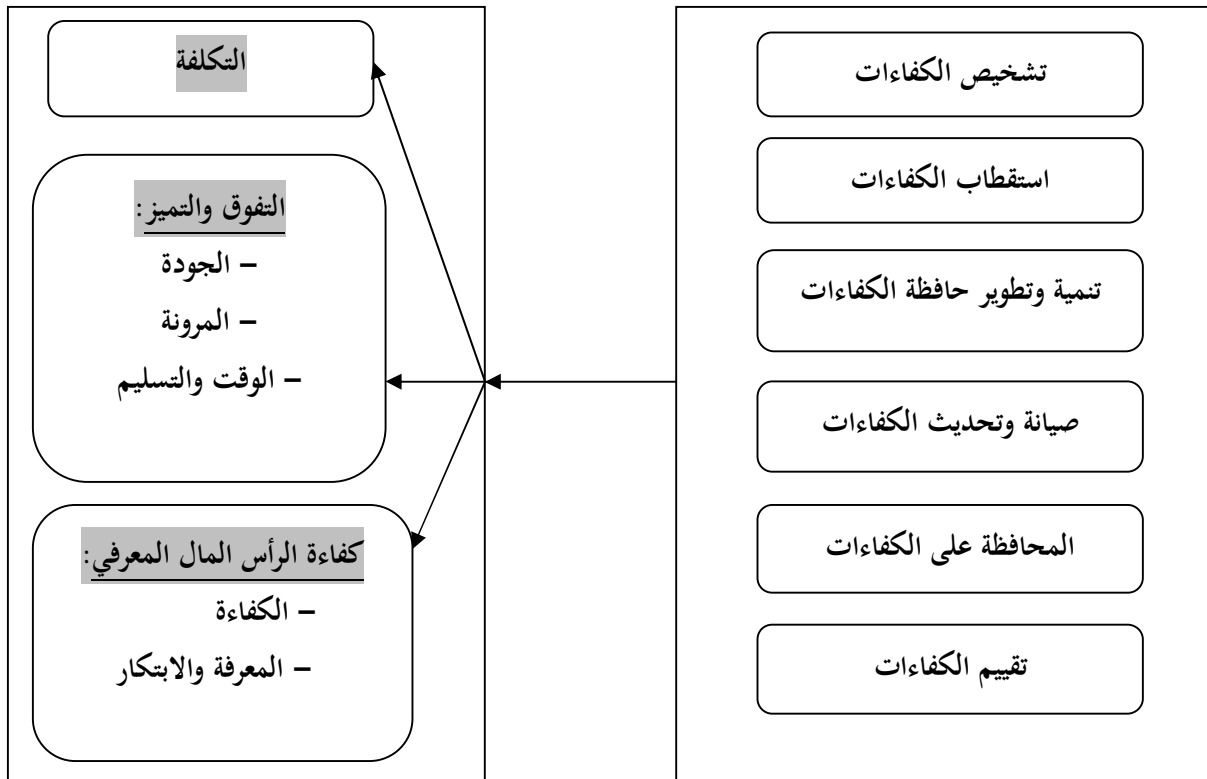 تشخيص الكفاءات
استقطاب الكفاءات
تنمية وتطوير حافظة الكفاءات
صيانة وتحديث الكفاءات
المحافظة على الكفاءات
تقييم الكفاءات
التكلفة
التفوق والتميز:
– الجودة
– المرونة
– الوقت والتسليم
كفاءة الرأس المال المعرفي:
– الكفاءة
– المعرفة والابتكار